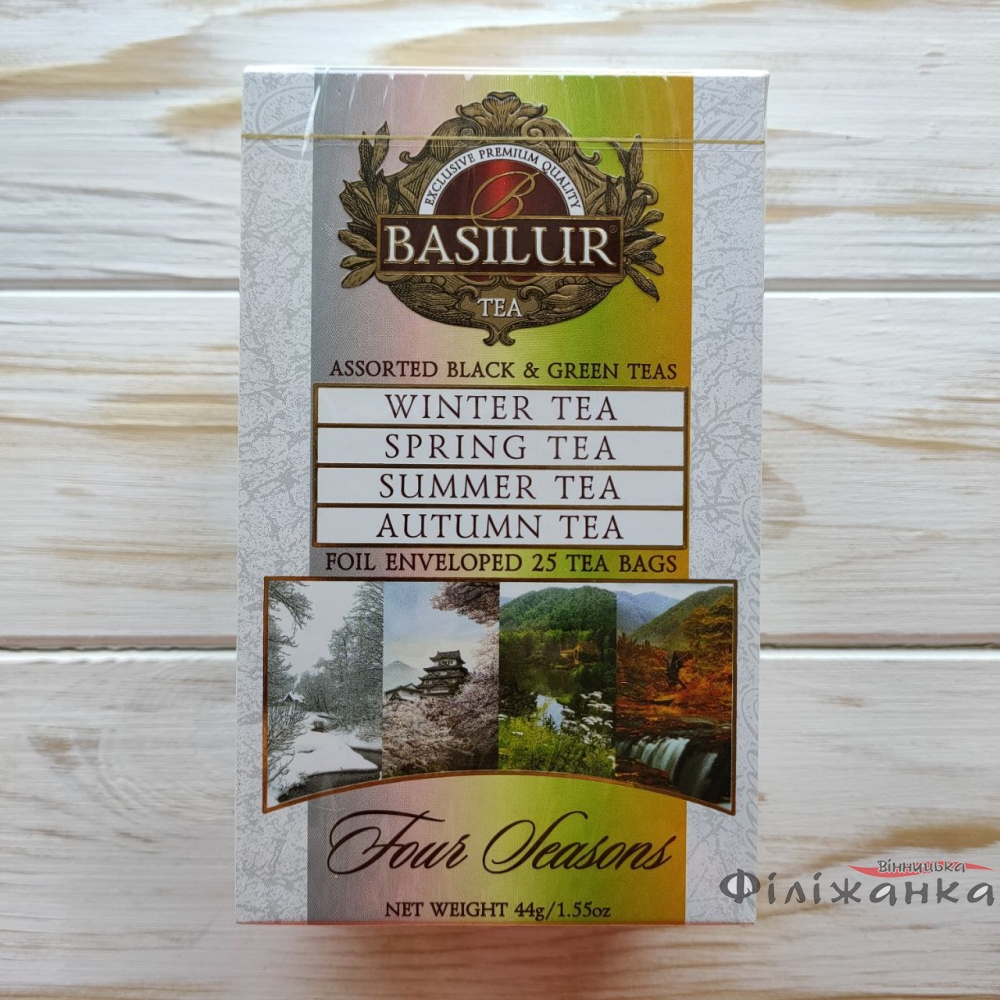 EXCLUSIVE PREMIUM QUALITY
B
BASILUR®
TEA
ASSORTED BLACK & GREEN TEAS
WINTER TEA
SPRING TEA
SUMMER TEA
AUTUMN TEA
FOIL ENVELOPED 25 TEA BAGS
Four Seasons
NET WEIGHT 44g/1.55oz
Вінницька
Філіжанка